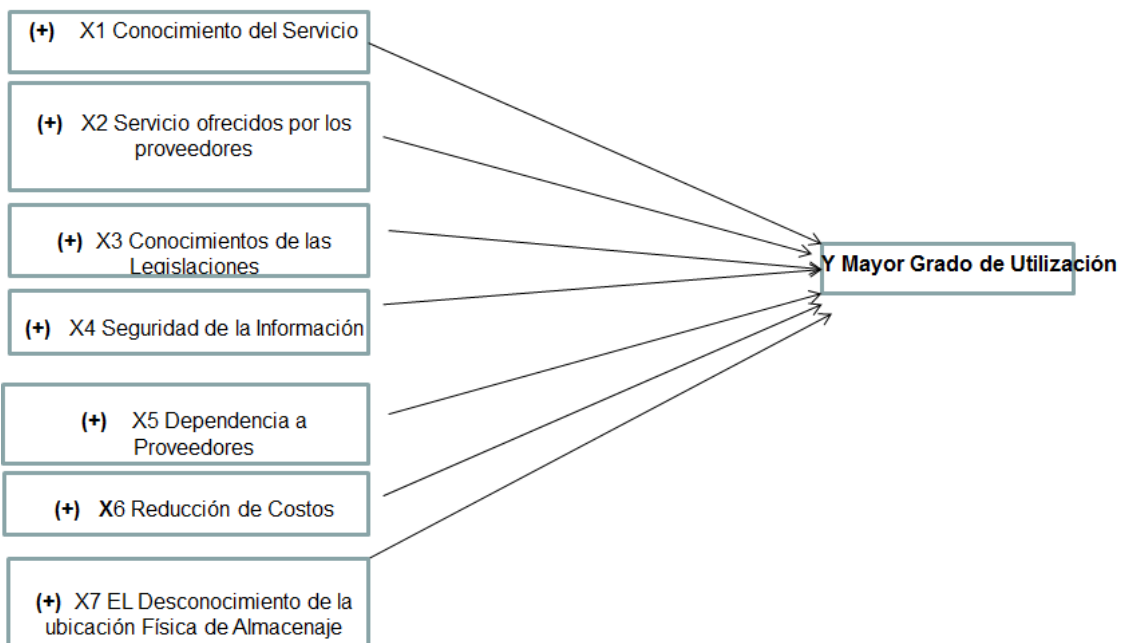 (+) X1 Conocimiento del Servicio
(+) X2 Servicio ofrecidos por los
proveedores
(+) X3 Conocimientos de las
Legislaciones
(+) X4 Seguridad de la Información
(+) X5 Dependencia a
Proveedores
(+) X6 Reducción de Costos
(+) X7 EL Desconocimiento de la
ubicación Física de Almacenaje
Y Mayor Grado de Utilización